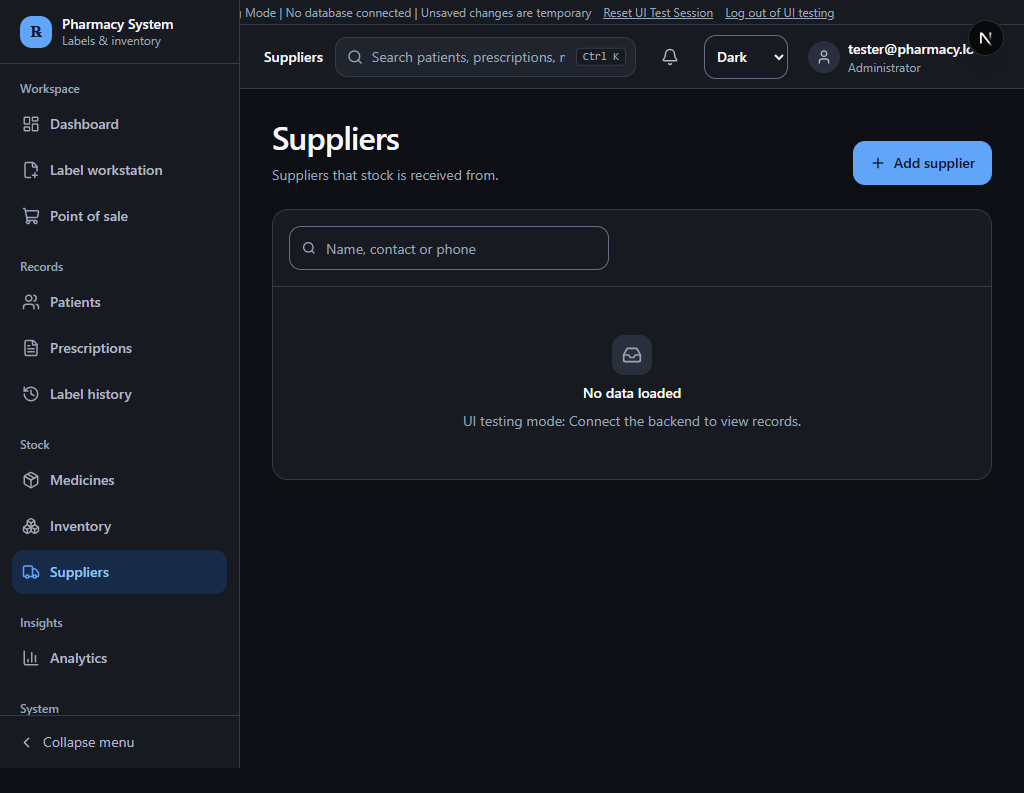 Pharmacy System
Labels & inventory
Mode | No database connected | Unsaved changes are temporary Reset UI Test Session Log out of UI testing
Suppliers
Search patients, prescriptions,
Ctrl K
Dark
tester@pharmacy.lo
Administrator
N
Workspace
Dashboard
Label workstation
Point of sale
Records
Patients
Prescriptions
Label history
Stock
Medicines
Inventory
Suppliers
Insights
Analytics
System
Collapse menu
Suppliers
Suppliers that stock is received from.
Add supplier
Name, contact or phone
No data loaded
UI testing mode: Connect the backend to view records.